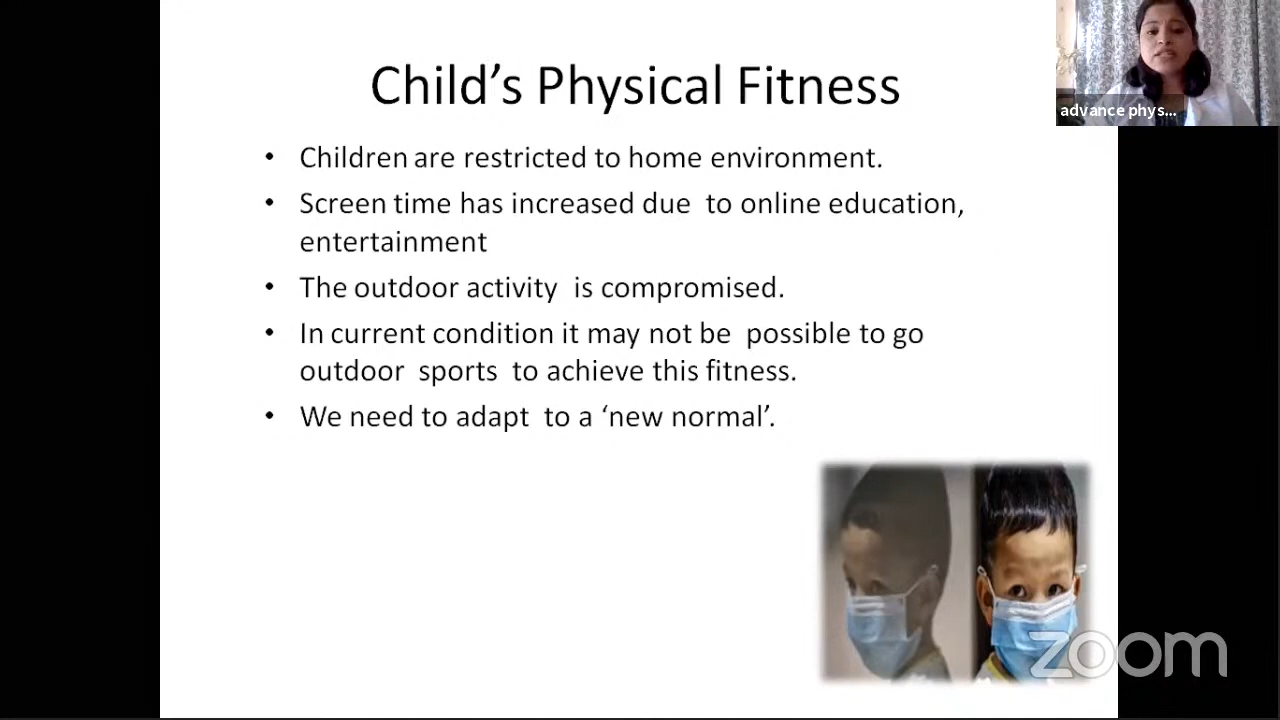 Child's Physical Fitness
advance phys...
• Children are restricted to home environment.
• Screen time has increased due  to online education,
entertainment
• The outdoor activity  is compromised.
• In current condition it may not be  possible to go
outdoor  sports  to achieve this fitness.
• We need to adapt  to a ‘new normal’.
zoom